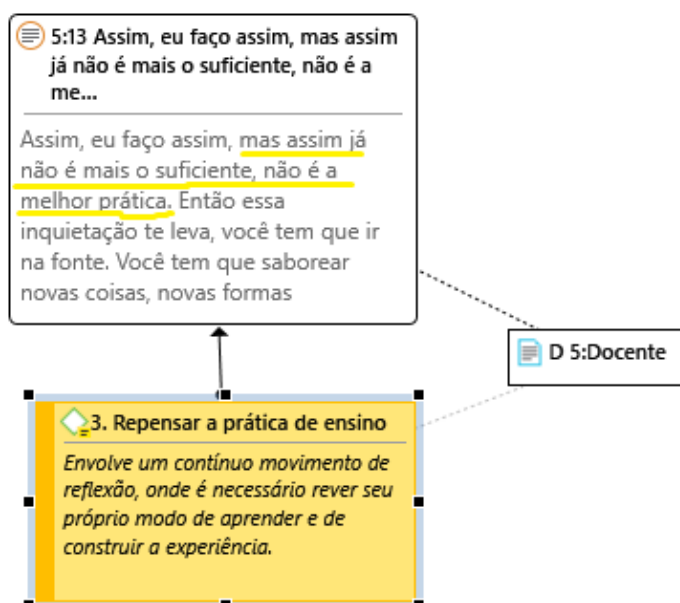 5:13 Assim, eu faço assim, mas assim
já não é mais o suficiente, não é a
me...
Assim, eu faço assim, mas assim já
não é mais o suficiente, não é a
melhor prática. Então essa
inquietação te leva, você tem que ir
na fonte. Você tem que saborear
novas coisas, novas formas
D 5:Docente
3. Repensar a prática de ensino
Envolve um contínuo movimento de
reflexão, onde é necessário rever seu
próprio modo de aprender e de
construir a experiência.